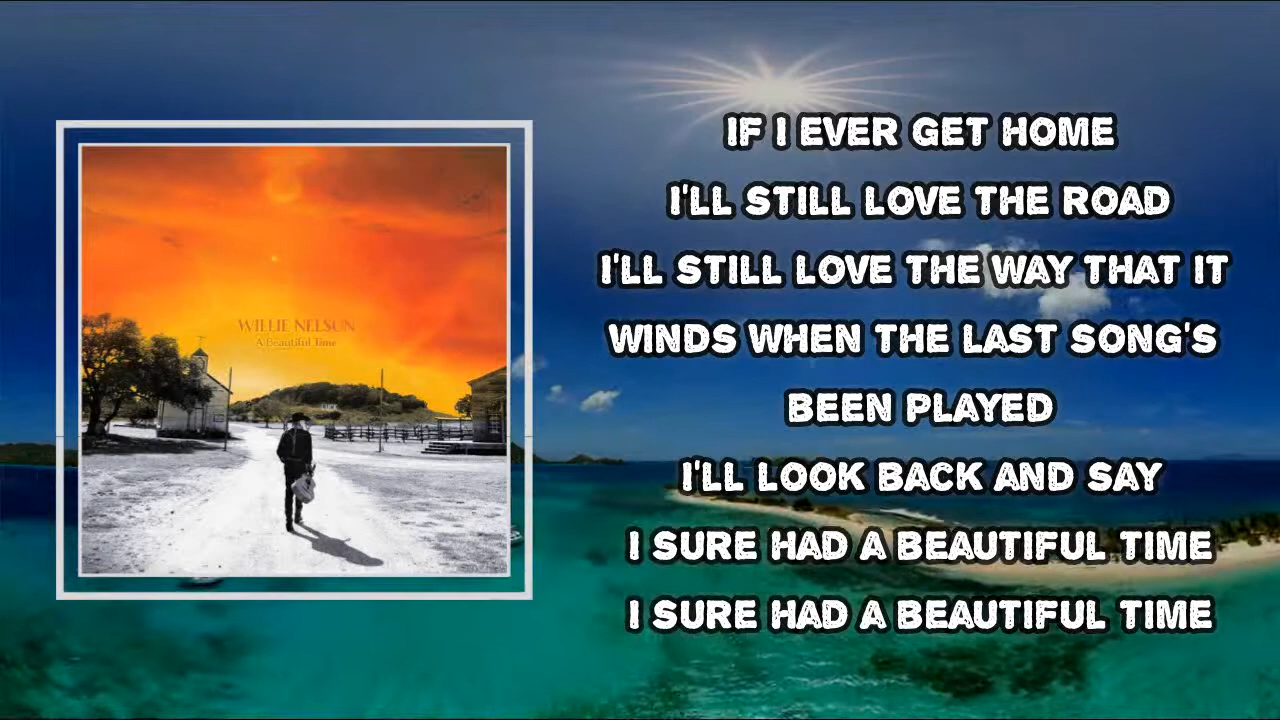 WILLIE NELSON
A Beautiful Time
IF I EVER GET HOME
I'LL STILL LOVE THE ROAD
I'LL STILL LOVE THE WAY THAT IT
WINDS WHEN THE LAST SONG'S
BEEN PLAYED
I'LL LOOK BACK AND SAY
I SURE HAD A BEAUTIFUL TIME
I SURE HAD A BEAUTIFUL TIME